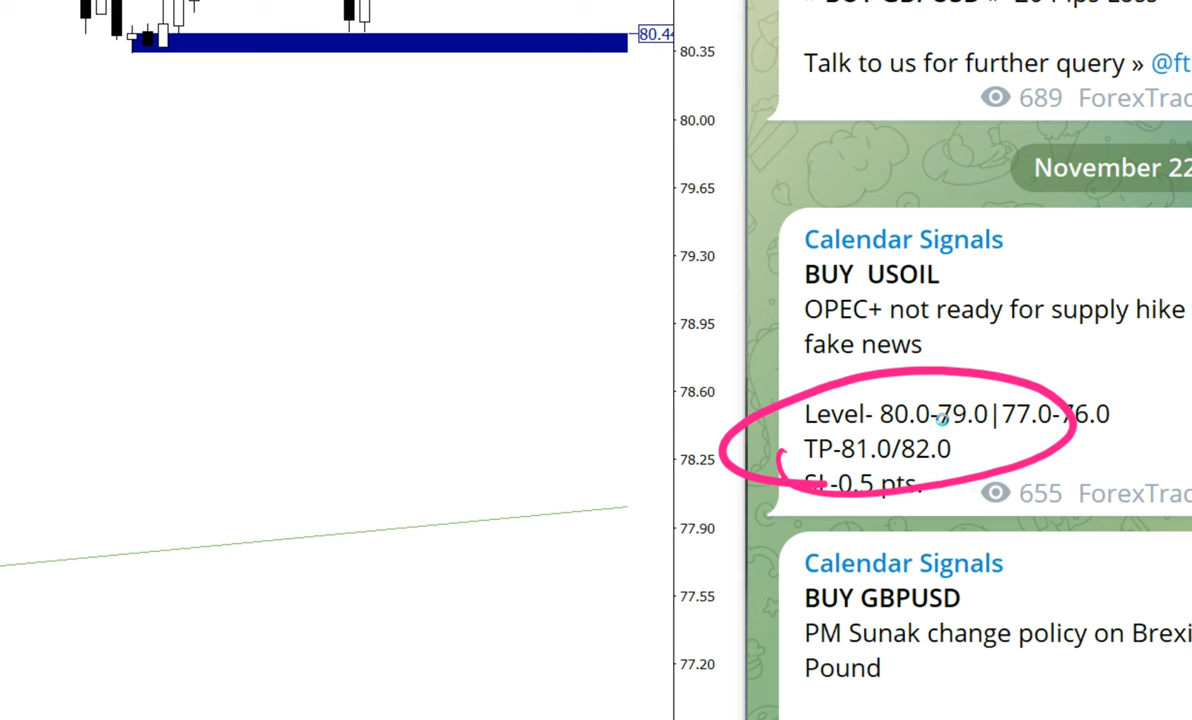 80.4
80.35
80.00
79.65
79.30
78.95
78.60
78.25
77.90
77.55
77.20
Talk to us for further query » @ft
689 ForexTrad
November 22
Calendar Signals
BUY USOIL
OPEC+ not ready for supply hike
fake news
Level- 80.0-79.0|77.0-76.0
TP-81.0/82.0
SL-0.5 pts.
655 ForexTrad
Calendar Signals
BUY GBPUSD
PM Sunak change policy on Brexi
Pound